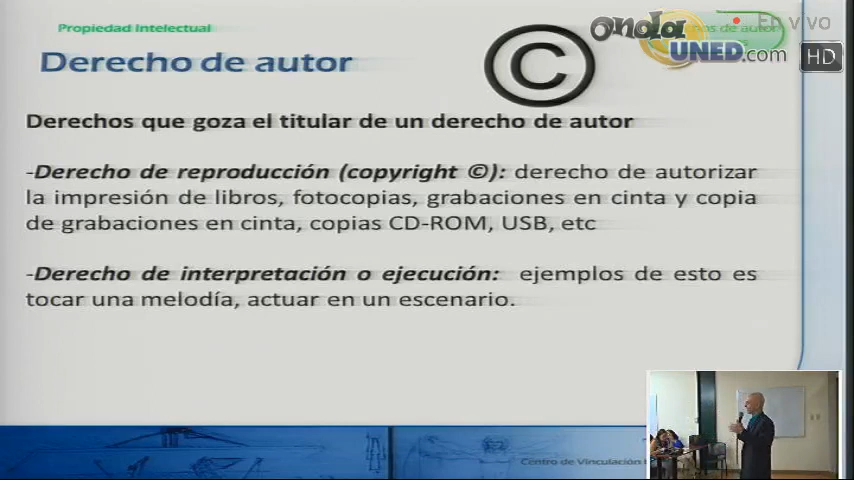 Propiedad Intelectual
Derecho de autor
©
onda UNED.com
En vivo
HD
Derechos que goza el titular de un derecho de autor
-Derecho de reproducción (copyright ©): derecho de autorizar
la impresión de libros, fotocopias, grabaciones en cinta y copia
de grabaciones en cinta, copias CD-ROM, USB, etc
-Derecho de interpretación o ejecución: ejemplos de esto es
tocar una melodía, actuar en un escenario.
Centro de Vinculación